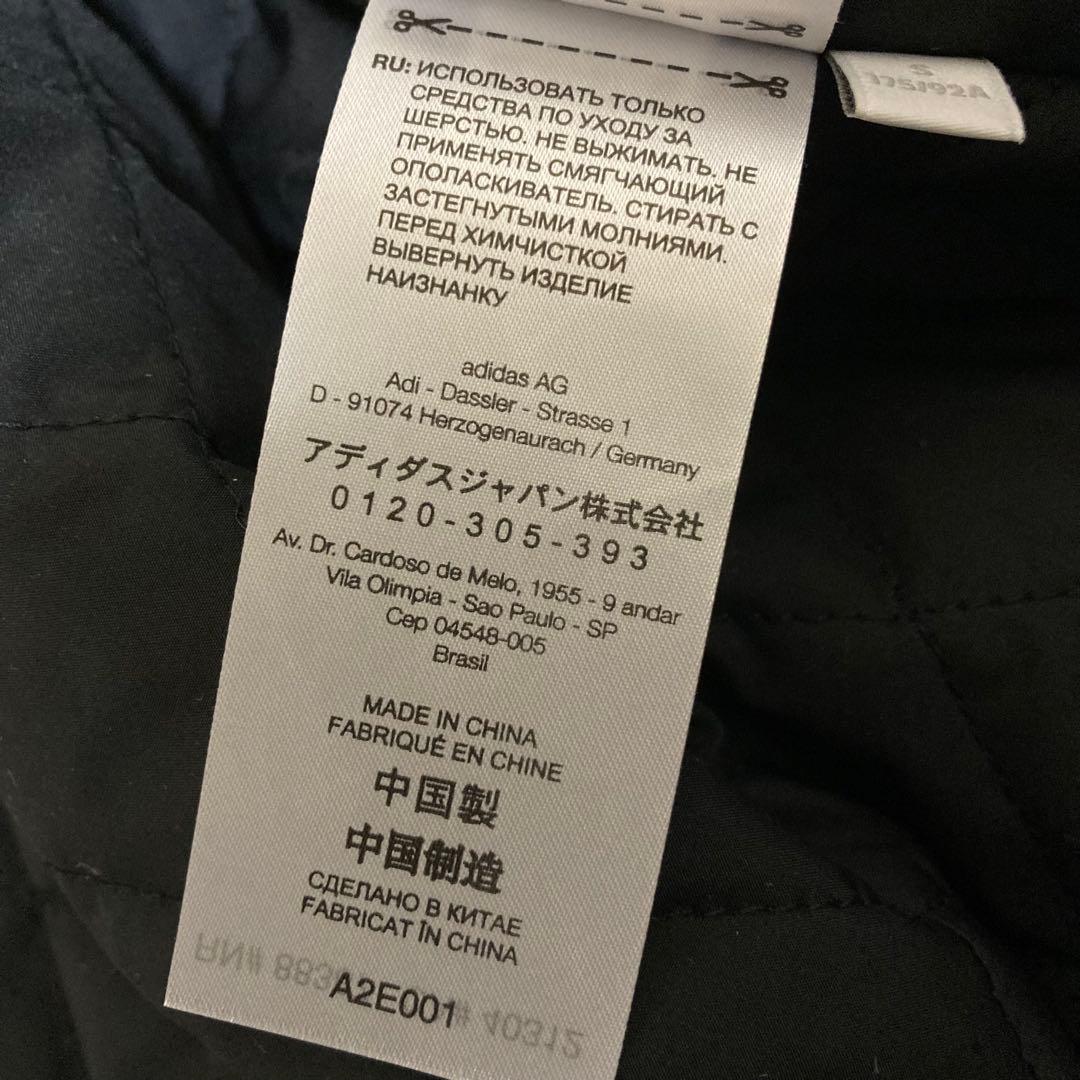 RU: ИСПОЛЬЗОВАТЬ ТОЛЬКО
СРЕДСТВА ПО УХОДУ ЗА
ШЕРСТЬЮ. НЕ ВЫЖИМАТЬ. НЕ
ПРИМЕНЯТЬ СМЯГЧАЮЩИЙ
ОПОЛАСКИВАТЕЛЬ. СТИРАТЬ С
ЗАСТЕГНУТЫМИ МОЛНИЯМИ.
ПЕРЕД ХИМЧИСТКОЙ
ВЫВЕРНУТЬ ИЗДЕЛИЕ
НАИЗНАНКУ
adidas AG
Adi - Dassler - Strasse 1
D - 91074 Herzogenaurach / Germany
アディダスジャパン株式会社
0120-305-393
Av. Dr. Cardoso de Melo, 1955 - 9 andar
Vila Olimpia - Sao Paulo - SP
Cep 04548-005
Brasil
MADE IN CHINA
FABRIQUÉ EN CHINE
中国製
中国制造
СДЕЛАНО В КИТАЕ
FABRICAT ÎN CHINA
A2E001
RN# 40312
S
175/92A